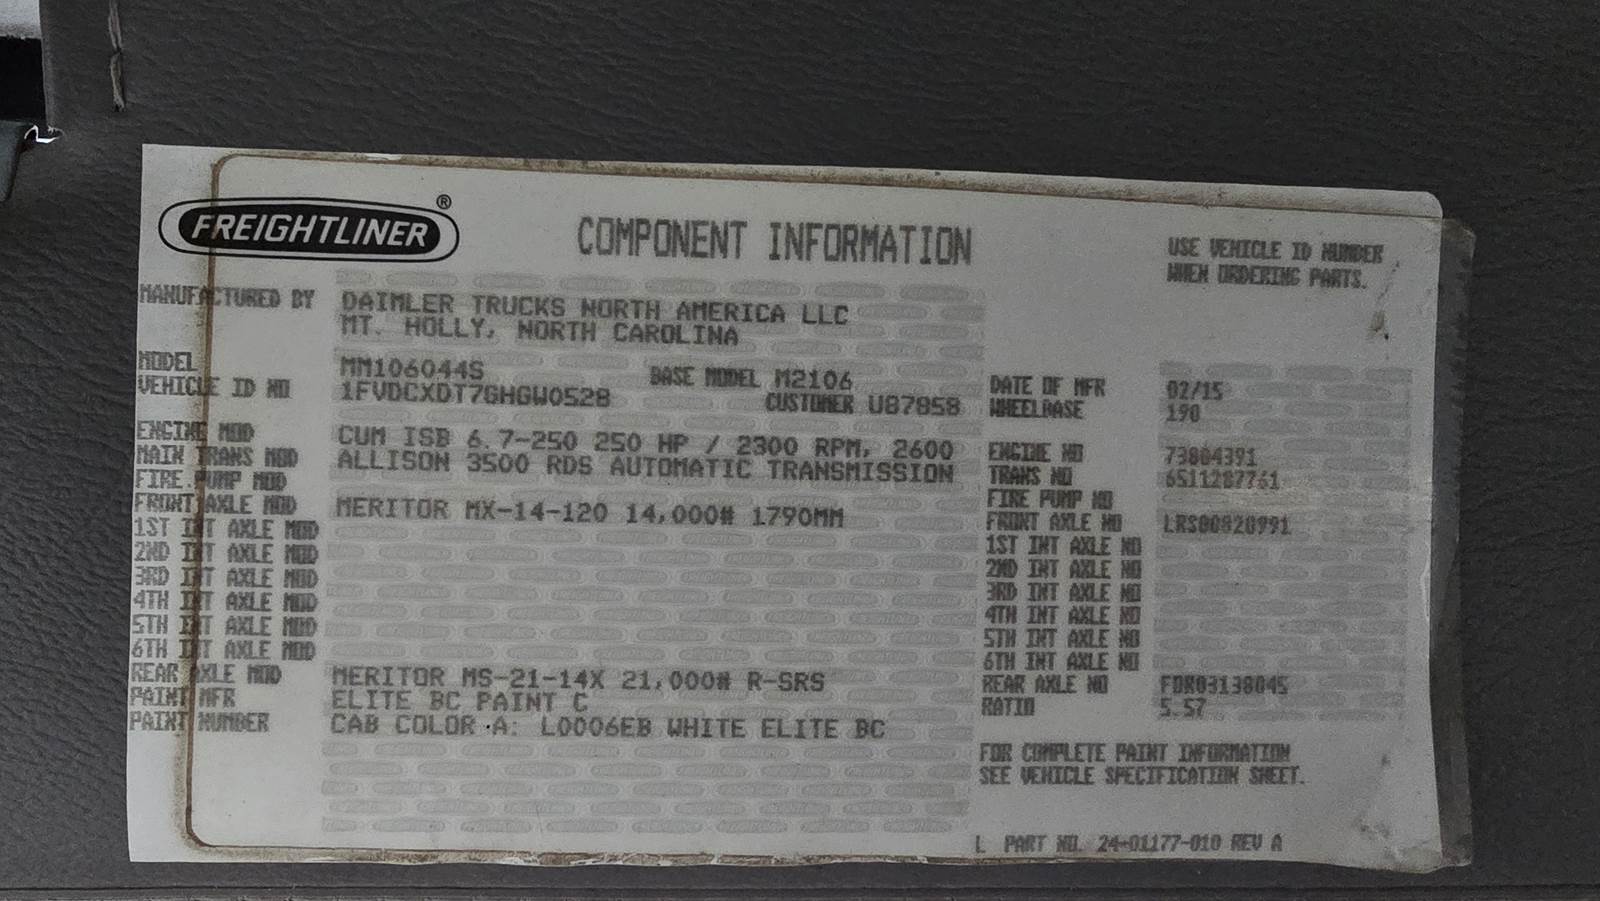 FREIGHTLINER®
COMPONENT INFORMATION
USE VEHICLE ID NUMBER
WHEN ORDERING PARTS.
MANUFACTURED BY DAIMLER TRUCKS NORTH AMERICA LLC
MT. HOLLY, NORTH CAROLINA
MODEL MM106044S BASE MODEL M2106 DATE OF MFR 02/15
VEHICLE ID NO 1FVDCXDT7GHGW0528 CUSTOMER U87858 WHEELBASE 190
ENGINE MOD CUM ISB 6.7-250 250 HP / 2300 RPM, 2600 ENGINE NO 73804391
MAIN TRANS MOD ALLISON 3500 RDS AUTOMATIC TRANSMISSION TRANS NO 6511287761
FIRE PUMP MOD FIRE PUMP NO
FRONT AXLE MOD MERITOR MX-14-120 14,000# 1790MM FRONT AXLE NO LRS00820991
1ST INT AXLE MOD 1ST INT AXLE NO
2ND INT AXLE MOD 2ND INT AXLE NO
3RD INT AXLE MOD 3RD INT AXLE NO
4TH INT AXLE MOD 4TH INT AXLE NO
5TH INT AXLE MOD 5TH INT AXLE NO
6TH INT AXLE MOD 6TH INT AXLE NO
REAR AXLE MOD MERITOR MS-21-14X 21,000# R-SRS REAR AXLE NO FDR03138045
PAINT MFR ELITE BC PAINT C RATIO 5.57
PAINT NUMBER CAB COLOR A: L0006EB WHITE ELITE BC
FOR COMPLETE PAINT INFORMATION
SEE VEHICLE SPECIFICATION SHEET.
L PART NO. 24-01177-010 REV A